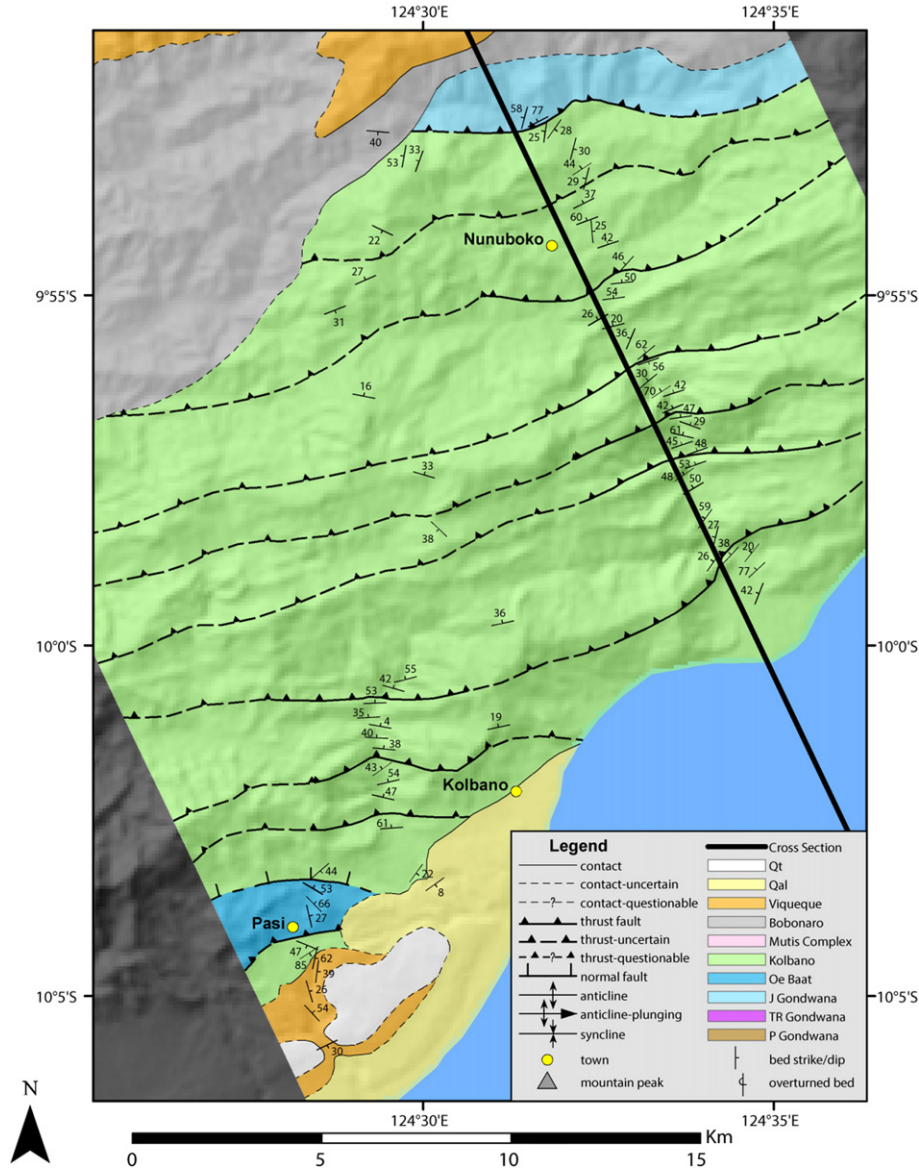 124°30'E
124°35'E
58
77
25
28
40
53
33
30
44
29
37
60
25
22
Nunuboko
42
46
27
50
9°55'S
9°55'S
54
31
26
20
36
62
56
30
16
70
42
42
47
29
61
45
48
33
53
48
50
59
27
38
38
20
26
77
42
36
10°0'S
10°0'S
55
42
53
35
4
19
40
38
43
54
Kolbano
47
61
44
22
53
8
66
Pasi
27
47
62
85
39
26
54
30
10°5'S
10°5'S
Legend
contact
contact-uncertain
-?- contact-questionable
thrust fault
thrust-uncertain
-?- thrust-questionable
normal fault
anticline
anticline-plunging
syncline
town
mountain peak
Cross Section
Qt
Qal
Viqueque
Bobonaro
Mutis Complex
Kolbano
Oe Baat
J Gondwana
TR Gondwana
P Gondwana
bed strike/dip
overturned bed
124°30'E
124°35'E
N
Km
0
5
10
15